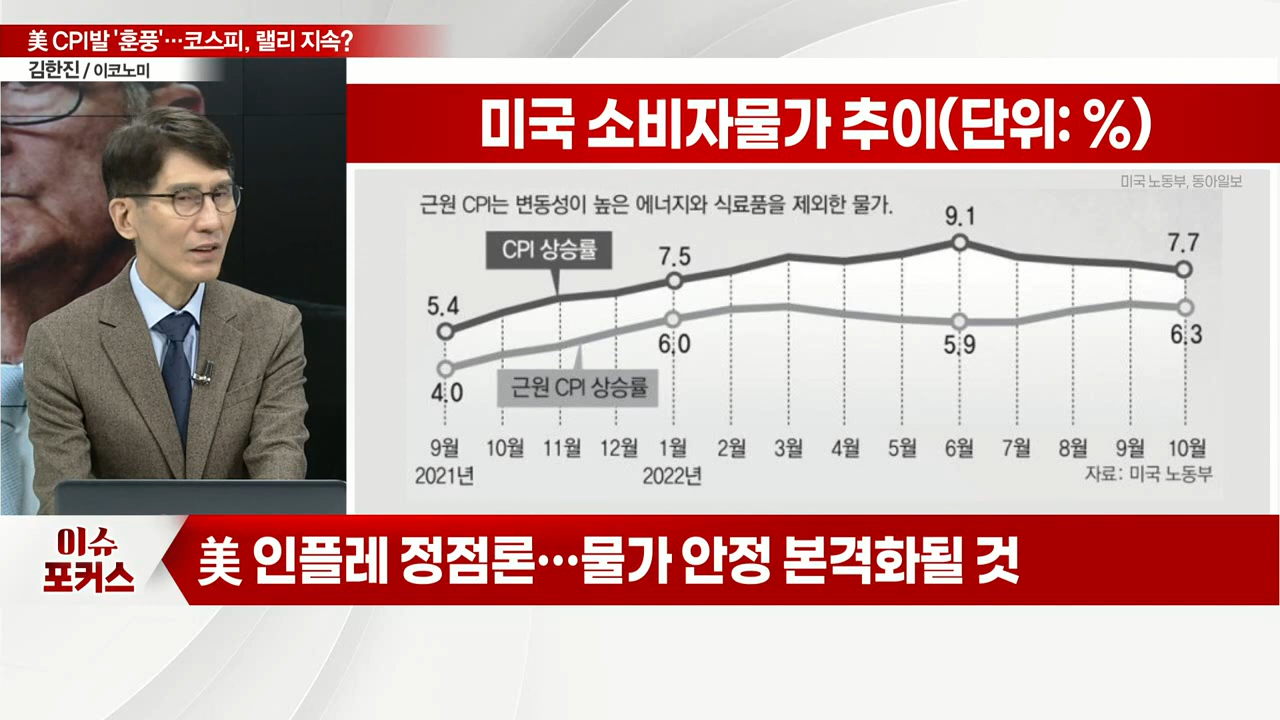 美 CPI발 '훈풍'…코스피, 랠리 지속?
김한진 / 이코노미
미국 소비자물가 추이(단위: %)
미국 노동부, 동아일보
근원 CPI는 변동성이 높은 에너지와 식료품을 제외한 물가.
CPI 상승률
5.4
7.5
9.1
7.7
4.0
6.0
5.9
6.3
근원 CPI 상승률
9월 10월 11월 12월 1월 2월 3월 4월 5월 6월 7월 8월 9월 10월
2021년 2022년
자료: 미국 노동부
이슈
포커스
美 인플레 정점론…물가 안정 본격화될 것